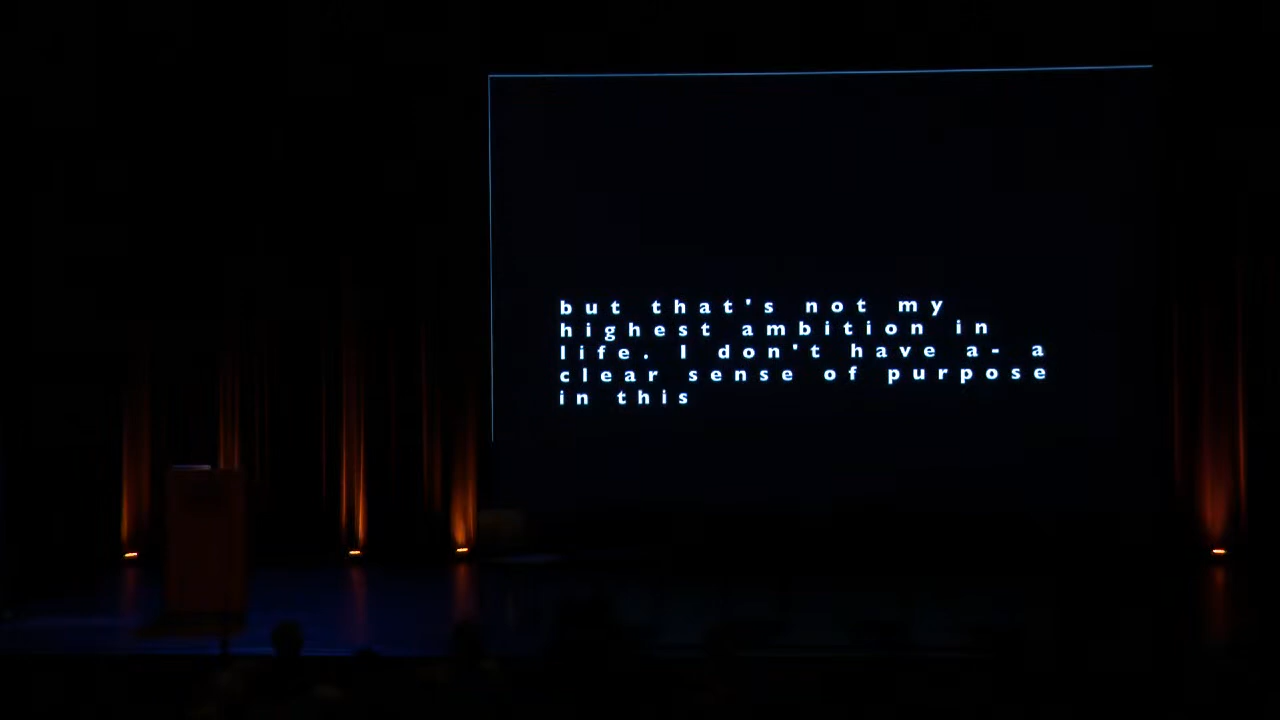 but that's not my
highest ambition in
life. I don't have a- a
clear sense of purpose
in this